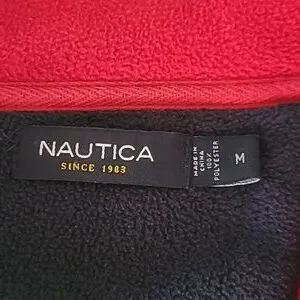 NAUTICA
SINCE 1983
MADE IN
CHINA
100%
POLYESTER
M